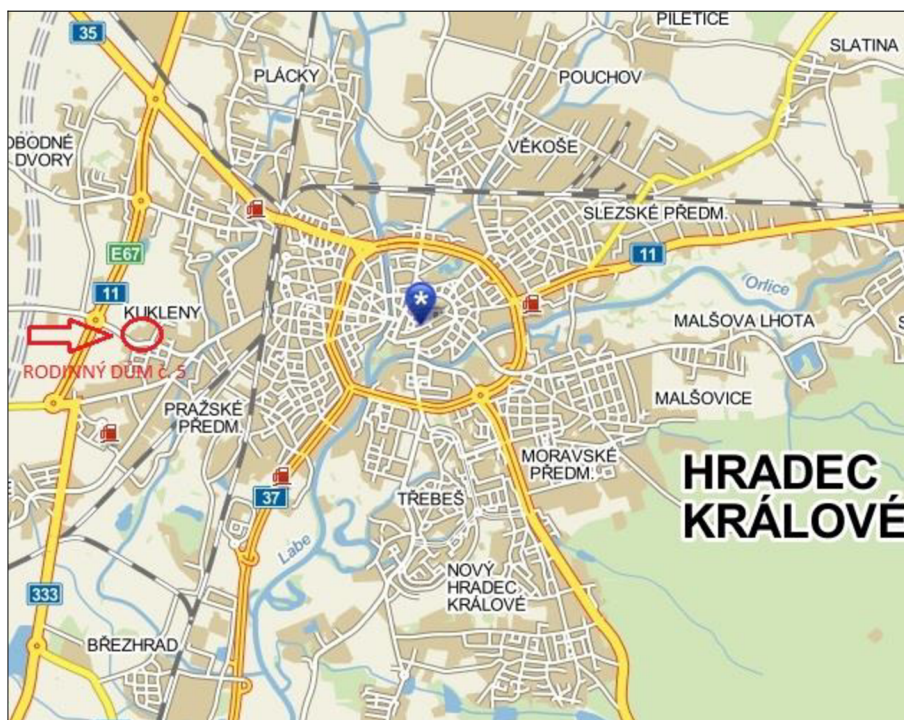 PILETICE
35
SLATINA
PLÁCKY
POUCHOV
OBODNÉ
DVORY
VĚKOŠE
SLEZSKÉ PŘEDM.
E67
11
Orlice
11
KUKLENY
*
MALŠOVA LHOTA
RODINNÝ DŮM č. 5
MALŠOVICE
PRAŽSKÉ
PŘEDM.
MORAVSKÉ
PŘEDM.
HRADEC
KRÁLOVÉ
TŘEBEŠ
37
Labe
NOVÝ
HRADEC
KRÁLOVÉ
333
BŘEZHRAD